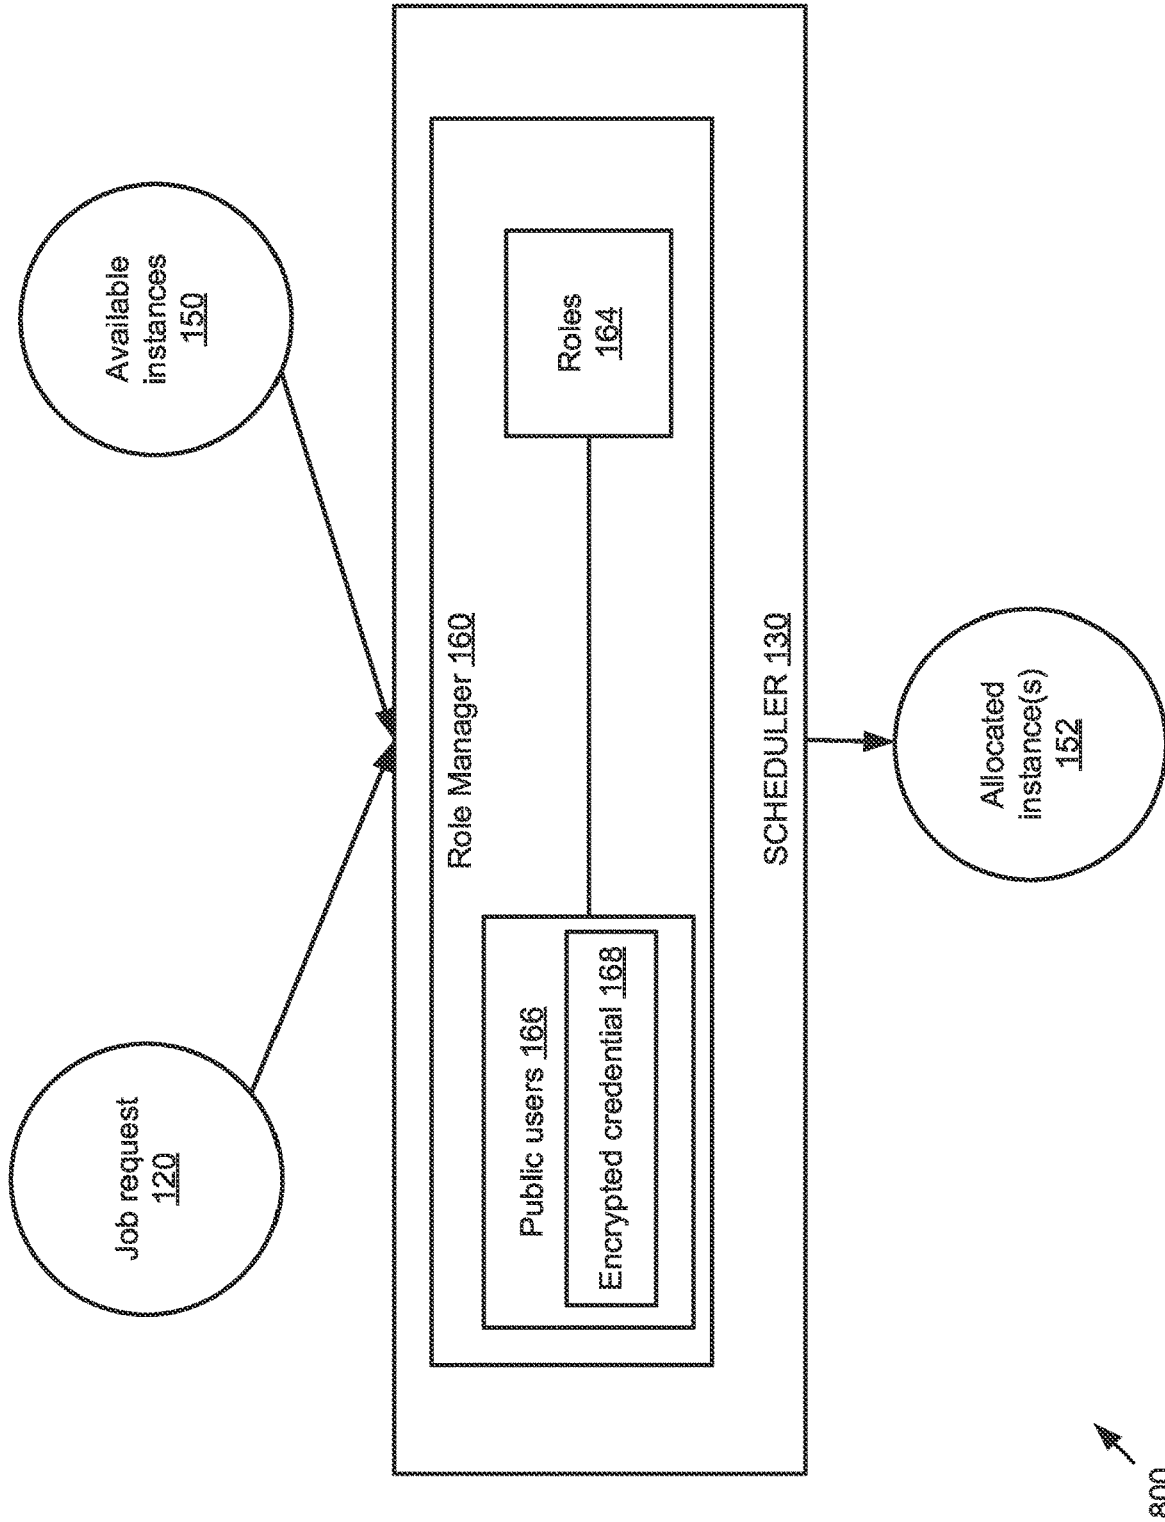 Job request
120
Available
instances
150
Role Manager 160
Public users 166
Encrypted credential 168
Roles
164
SCHEDULER 130
Allocated
instance(s)
152
800